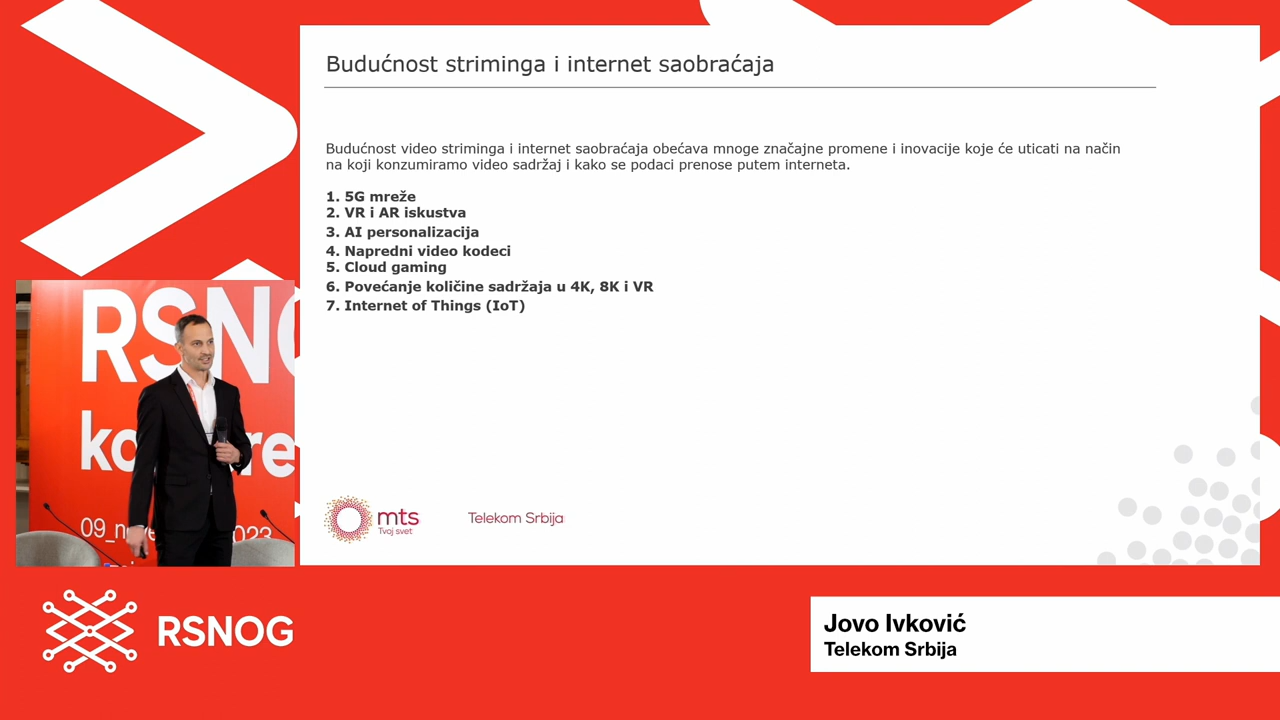 Budućnost striminga i internet saobraćaja
Budućnost video striminga i internet saobraćaja obećava mnoge značajne promene i inovacije koje će uticati na način
na koji konzumiramo video sadržaj i kako se podaci prenose putem interneta.
1. 5G mreže
2. VR i AR iskustva
3. AI personalizacija
4. Napredni video kodeci
5. Cloud gaming
6. Povećanje količine sadržaja u 4K, 8K i VR
7. Internet of Things (IoT)
mts
Tvoj svet
Telekom Srbija
RSNO
09_nov
2023
RSNOG
Jovo Ivković
Telekom Srbija